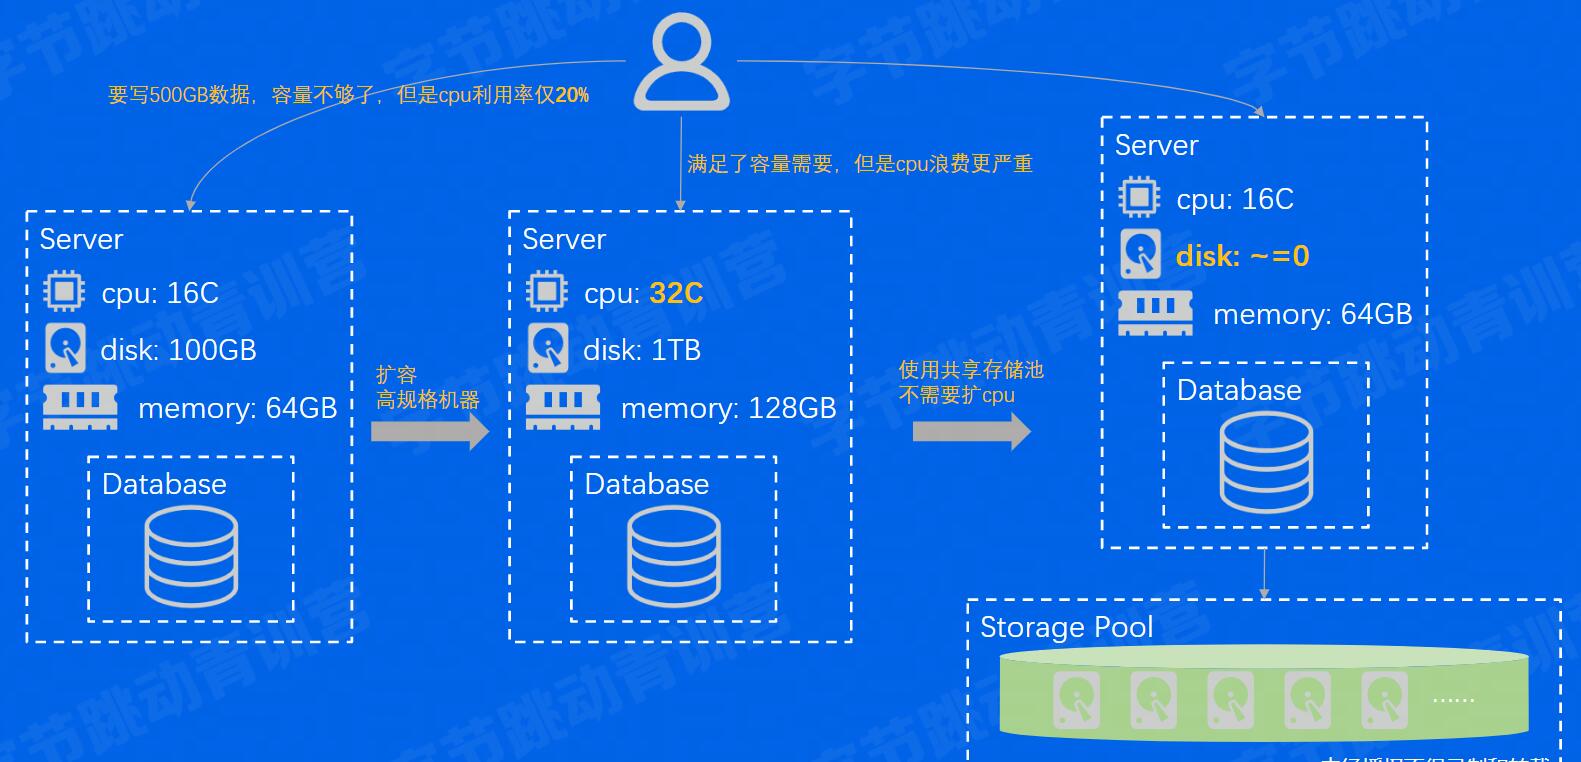 要写500GB数据，容量不够了，但是cpu利用率仅20%
满足了容量需要，但是cpu浪费更严重
Server
cpu: 16C
disk: 100GB
memory: 64GB
Database
扩容
高规格机器
Server
cpu: 32C
disk: 1TB
memory: 128GB
Database
使用共享存储池
不需要扩cpu
Server
cpu: 16C
disk: ~=0
memory: 64GB
Database
Storage Pool
......
字节跳动青训营